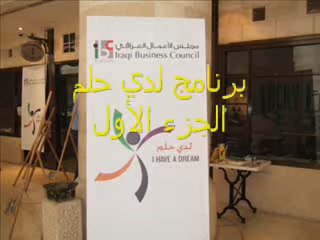 مجلس الأعمال العراقي
Iraqi Business Council
برنامج لدي حلم
الجزء الأول
لدي حلم
I HAVE A DREAM